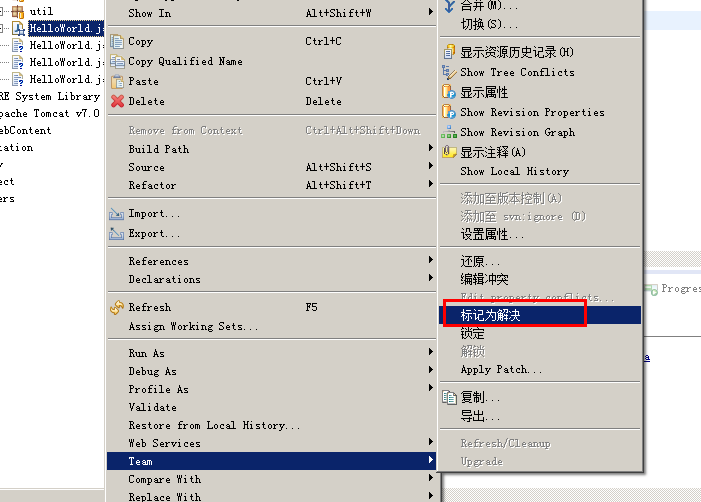 util
HelloWorld.j
HelloWorld.j
HelloWorld.j
HelloWorld.j
RE System Library
pache Tomcat v7.0
ebContent
Show In Alt+Shift+W
Copy Ctrl+C
Copy Qualified Name
Paste Ctrl+V
Delete Delete
Remove from Context Ctrl+Alt+Shift+Down
Build Path
Source Alt+Shift+S
Refactor Alt+Shift+T
Import...
Export...
References
Declarations
Refresh F5
Assign Working Sets...
Run As
Debug As
Profile As
Validate
Restore from Local History...
Web Services
Team
Compare With
Replace With
合并(M)...
切换(S)...
显示资源历史记录(H)
Show Tree Conflicts
显示属性
Show Revision Properties
Show Revision Graph
显示注释(A)
Show Local History
添加至版本控制(A)
添加至 svn:ignore (D)
设置属性...
还原...
编辑冲突
Edit property conflicts...
标记为解决
锁定
解锁
Apply Patch...
复制...
导出...
Refresh/Cleanup
Upgrade
Progres